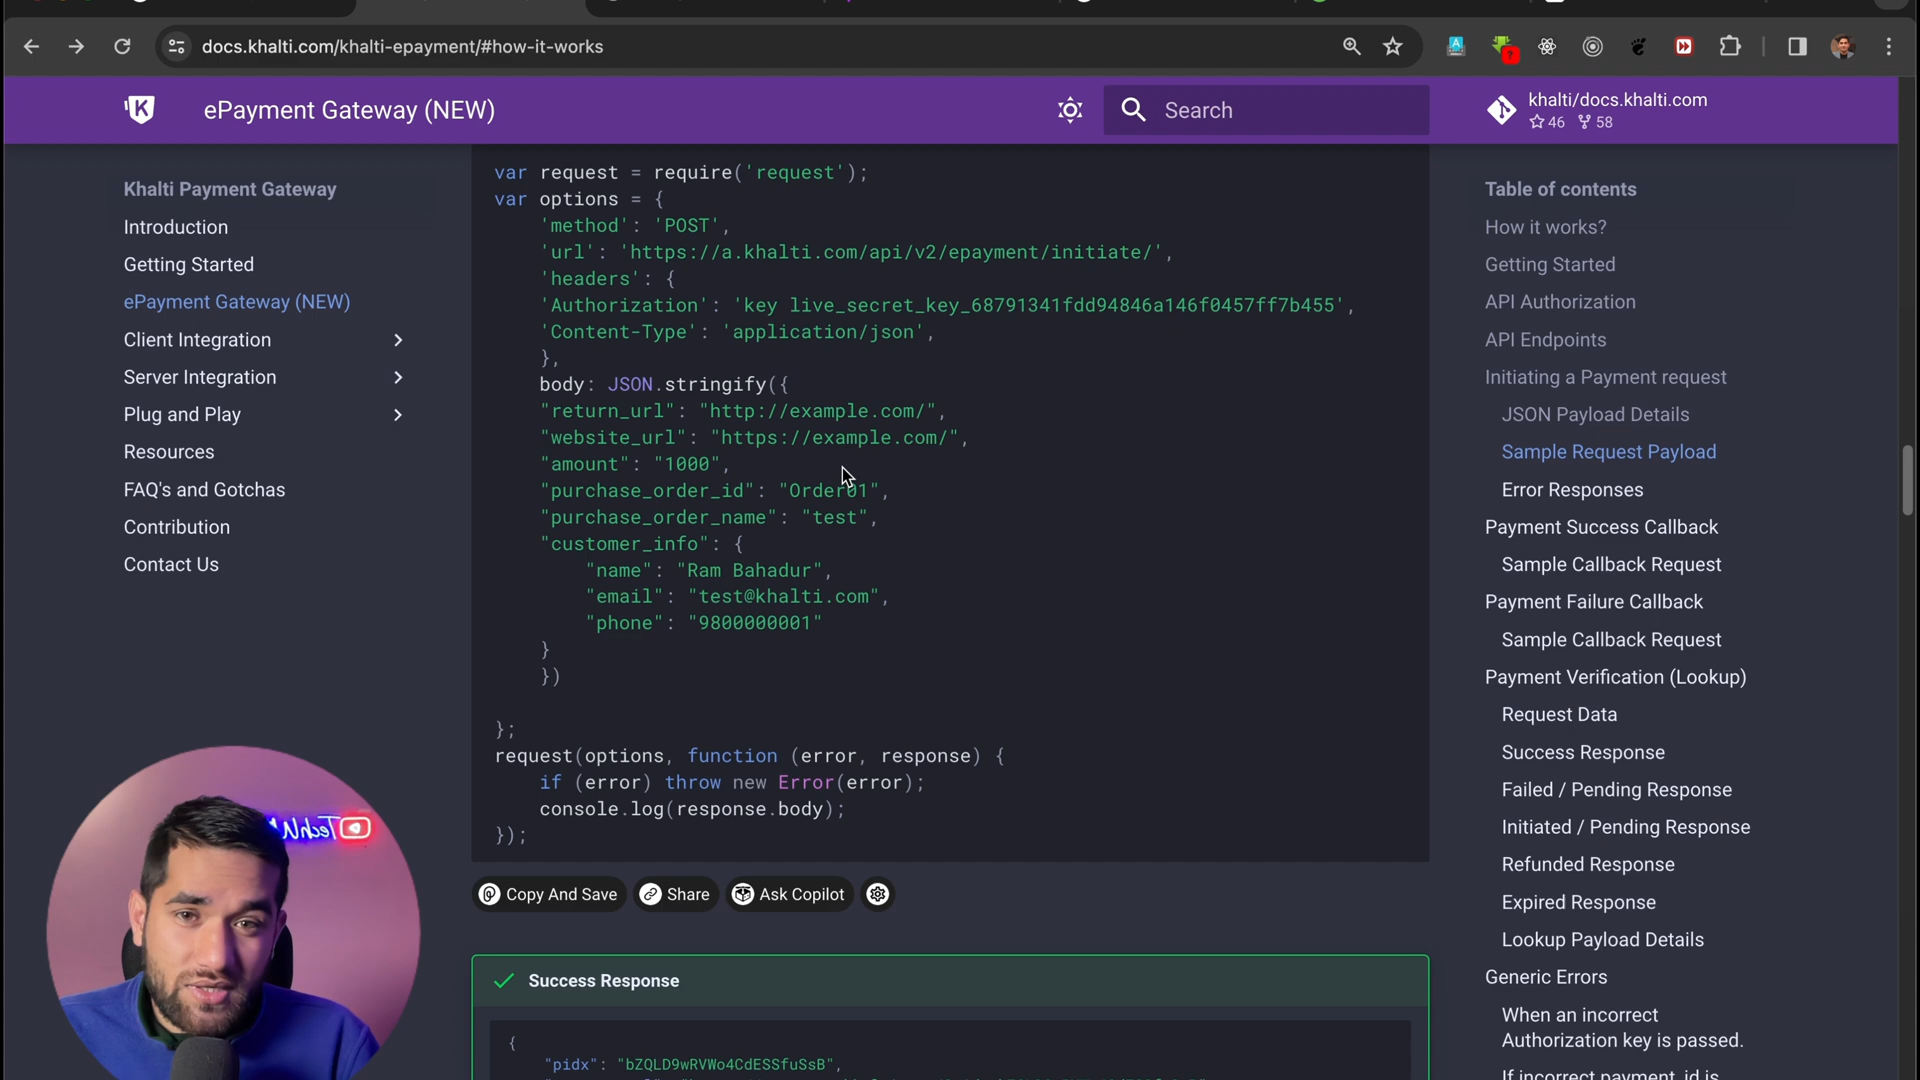 docs.khalti.com/khalti-epayment/#how-it-works
ePayment Gateway (NEW)
Search
khalti/docs.khalti.com
46 58
Khalti Payment Gateway
Introduction
Getting Started
ePayment Gateway (NEW)
Client Integration
Server Integration
Plug and Play
Resources
FAQ's and Gotchas
Contribution
Contact Us
var request = require('request');
var options = {
'method': 'POST',
'url': 'https://a.khalti.com/api/v2/epayment/initiate/',
'headers': {
'Authorization': 'key live_secret_key_68791341fdd94846a146f0457ff7b455',
'Content-Type': 'application/json',
},
body: JSON.stringify({
"return_url": "http://example.com/",
"website_url": "https://example.com/",
"amount": "1000",
"purchase_order_id": "Order01",
"purchase_order_name": "test",
"customer_info": {
"name": "Ram Bahadur",
"email": "test@khalti.com",
"phone": "9800000001"
}
})
};
request(options, function (error, response) {
if (error) throw new Error(error);
console.log(response.body);
});
Copy And Save
Share
Ask Copilot
Success Response
{
"pidx": "bZQLD9wRVWo4CdESSfuSsB",
Table of contents
How it works?
Getting Started
API Authorization
API Endpoints
Initiating a Payment request
JSON Payload Details
Sample Request Payload
Error Responses
Payment Success Callback
Sample Callback Request
Payment Failure Callback
Sample Callback Request
Payment Verification (Lookup)
Request Data
Success Response
Failed / Pending Response
Initiated / Pending Response
Refunded Response
Expired Response
Lookup Payload Details
Generic Errors
When an incorrect
Authorization key is passed.
If incorrect payment_id is